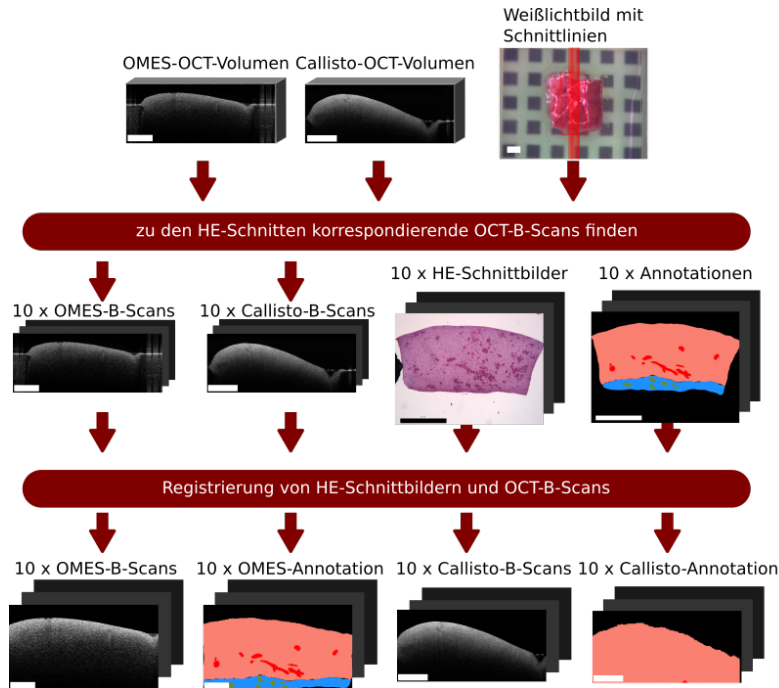 Weißlichtbild mit
Schnittlinien
OMES-OCT-Volumen
Callisto-OCT-Volumen
zu den HE-Schnitten korrespondierende OCT-B-Scans finden
10 x OMES-B-Scans
10 x Callisto-B-Scans
10 x HE-Schnittbilder
10 x Annotationen
Registrierung von HE-Schnittbildern und OCT-B-Scans
10 x OMES-B-Scans
10 x OMES-Annotation
10 x Callisto-B-Scans
10 x Callisto-Annotation